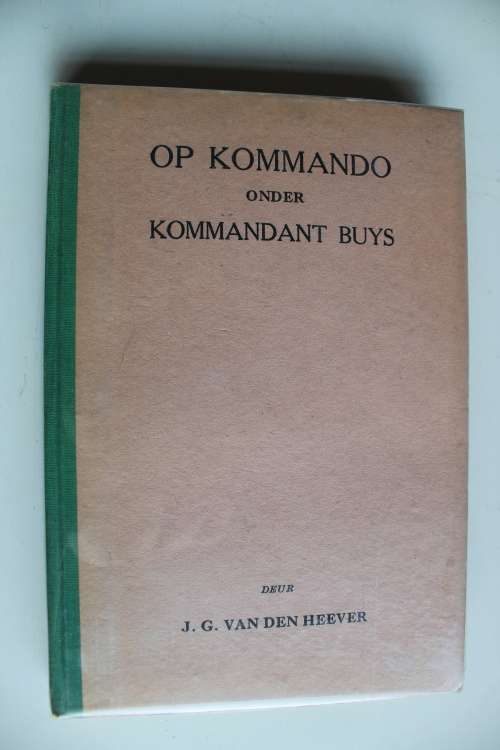 OP KOMMANDO
ONDER
KOMMANDANT BUYS
DEUR
J. G. VAN DEN HEEVER